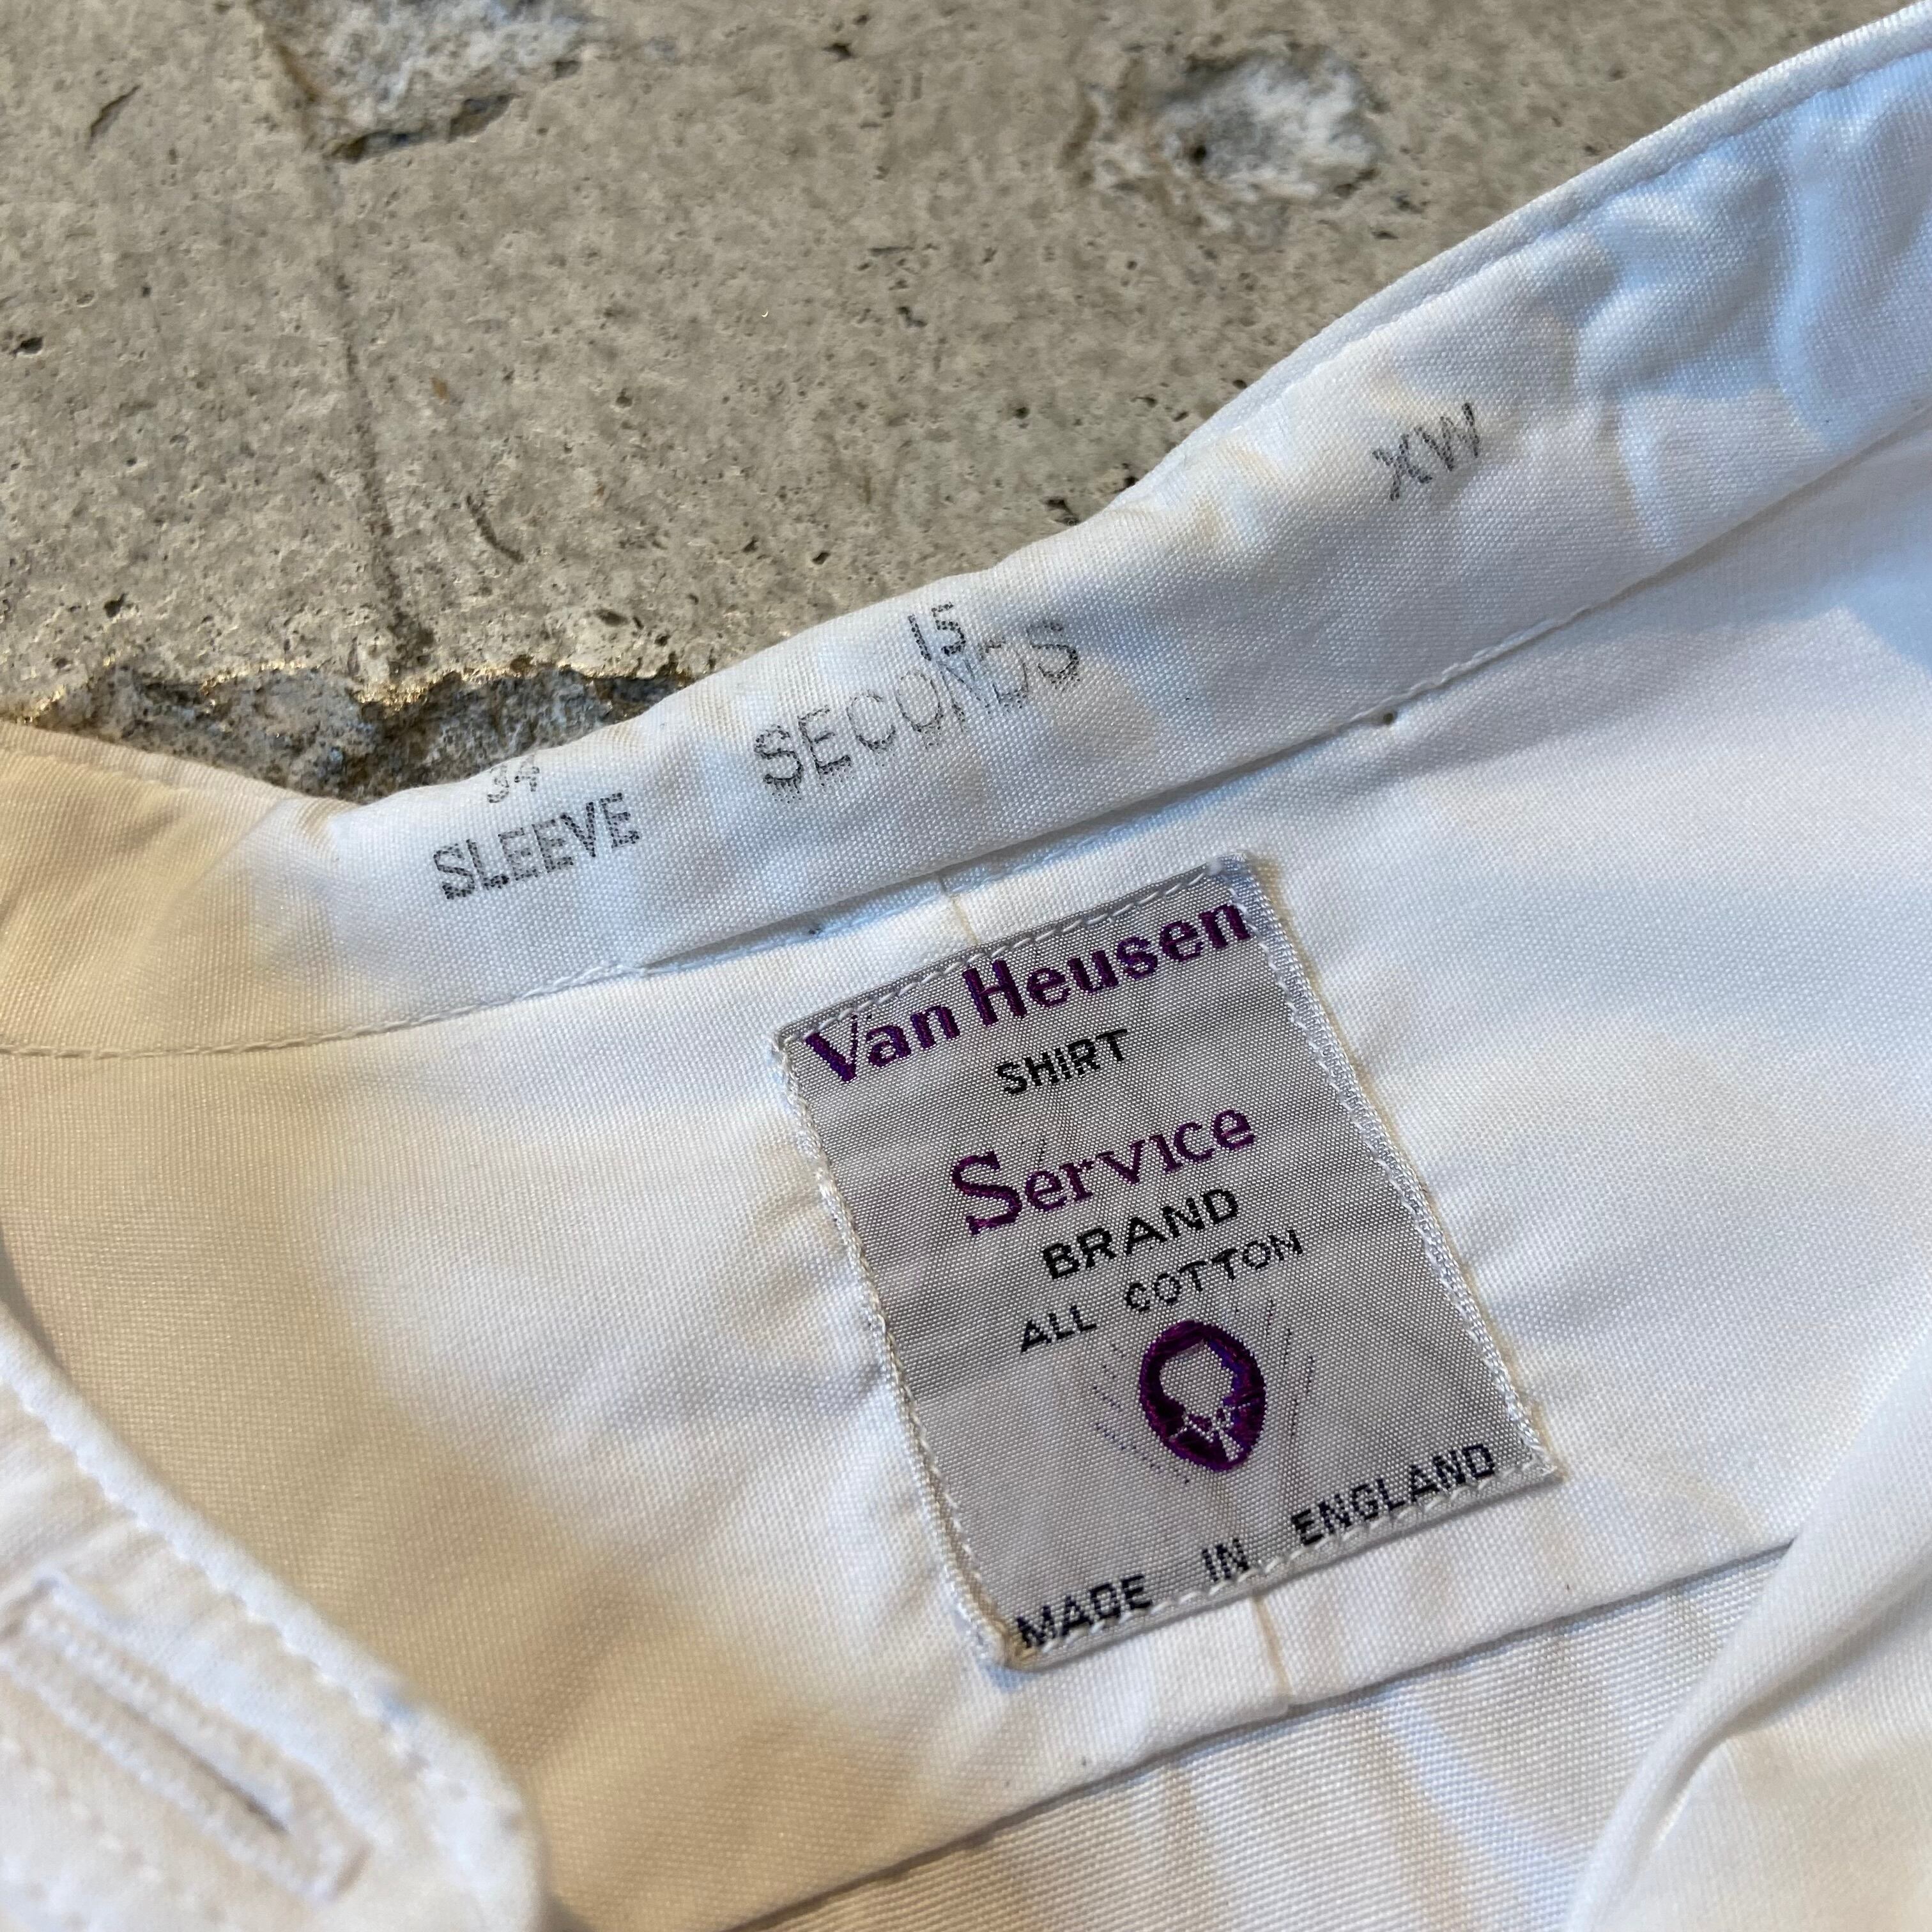 15
XW
SECONDS
34
SLEEVE
Van Heusen
SHIRT
Service
BRAND
ALL COTTON
MADE IN ENGLAND